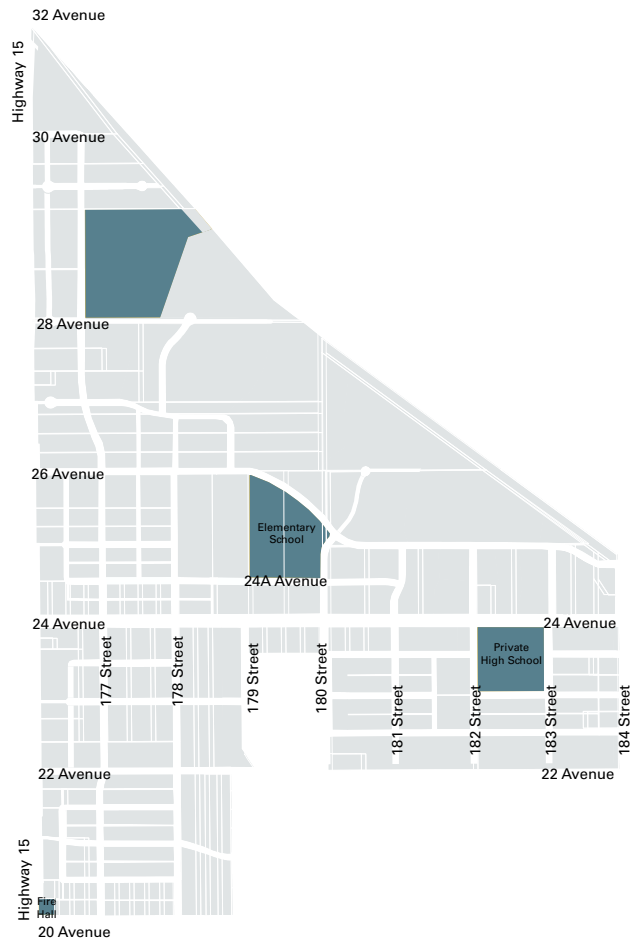 32 Avenue
Highway 15
30 Avenue
28 Avenue
26 Avenue
Elementary
School
24A Avenue
24 Avenue
24 Avenue
177 Street
178 Street
179 Street
180 Street
Private
High School
181 Street
182 Street
183 Street
184 Street
22 Avenue
22 Avenue
Highway 15
Fire
Hall
20 Avenue